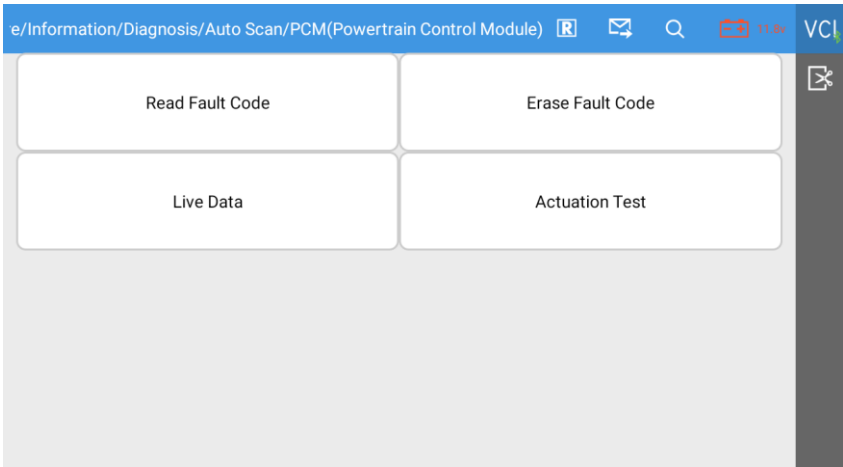 e/Information/Diagnosis/Auto Scan/PCM(Powertrain Control Module) R VCI
Read Fault Code
Erase Fault Code
Live Data
Actuation Test